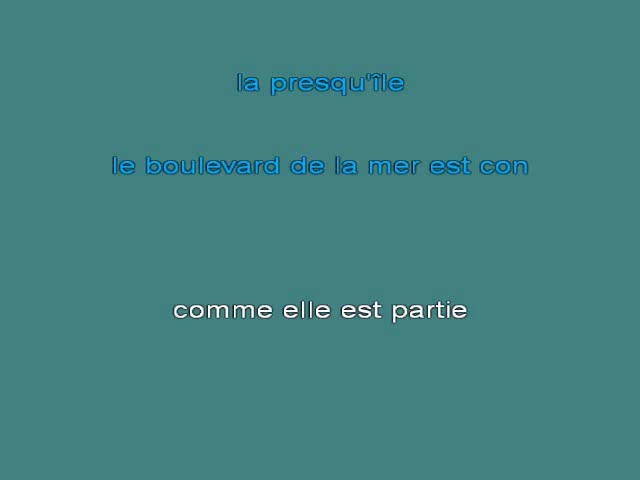 la presqu'île
le boulevard de la mer est con
comme elle est partie